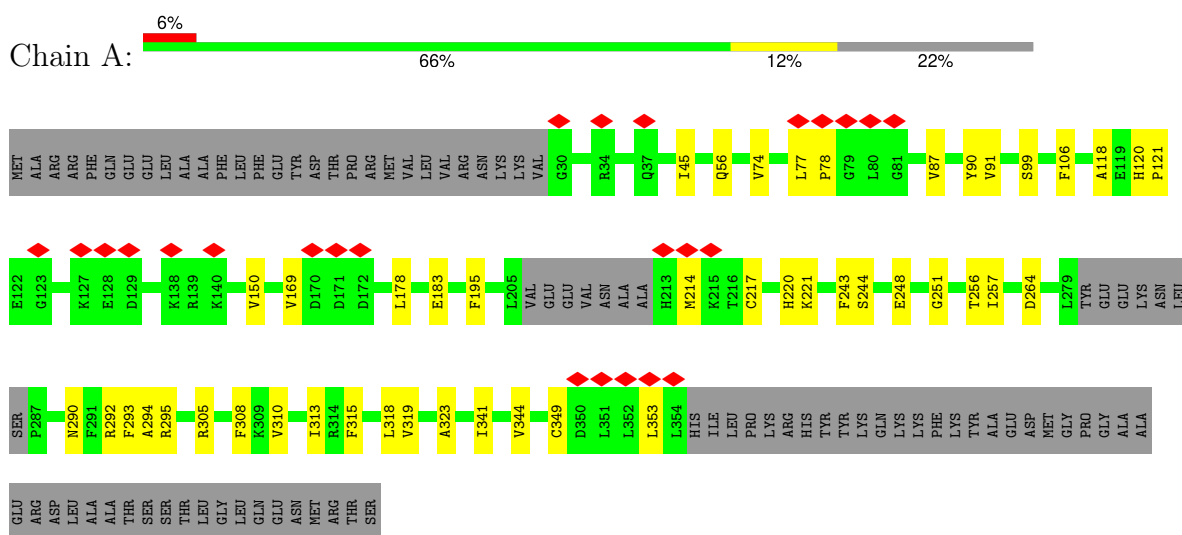 6%
Chain A:
66% 12% 22%
MET ALA ARG ARG PHE GLN GLU GLU LEU ALA ALA PHE LEU PHE GLU TYR ASP THR PRO ARG MET VAL LEU VAL ARG ASN LYS LYS VAL G30 R34 Q37 I45 Q56 V74 L77 P78 G79 L80 G81 V87 Y90 V91 S99 F106 A118 E119 H120 P121
E122 G123 K127 E128 D129 K138 R139 K140 V150 V169 D170 D171 D172 L178 E183 F195 L205 VAL GLU GLU VAL ASN ALA ALA H213 M214 K215 T216 C217 H220 K221 F243 S244 E248 G251 T256 I257 D264 L279 TYR GLU GLU LYS ASN LEU
SER P287 N290 F291 R292 F293 A294 R295 R305 F308 K309 V310 I313 R314 F315 L318 V319 A323 I341 V344 C349 D350 L351 L352 L353 L354 HIS ILE LEU PRO LYS ARG HIS TYR TYR LYS GLN LYS LYS PHE LYS TYR ALA GLU ASP MET GLY PRO GLY ALA ALA
GLU ARG ASP LEU ALA ALA THR SER SER THR LEU GLY LEU GLN GLU ASN MET ARG THR SER